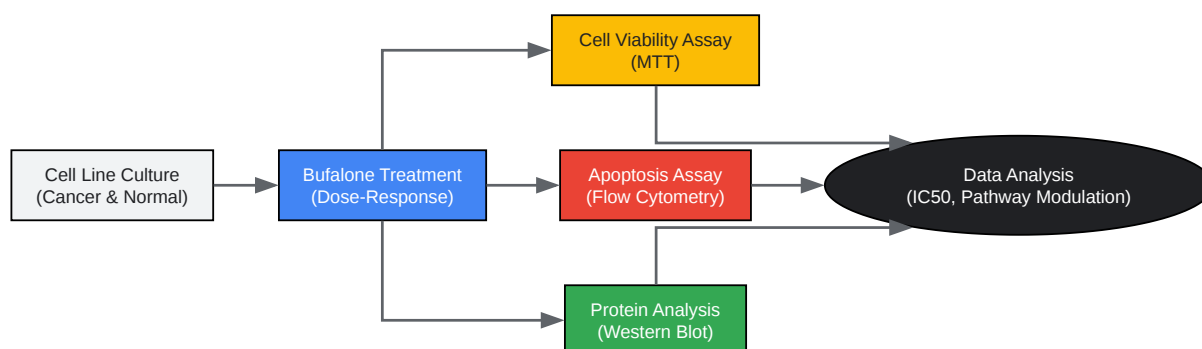 Cell Viability Assay
(MTT)
Cell Line Culture
(Cancer & Normal)
Bufalone Treatment
(Dose-Response)
Apoptosis Assay
(Flow Cytometry)
Data Analysis
(IC50, Pathway Modulation)
Protein Analysis
(Western Blot)